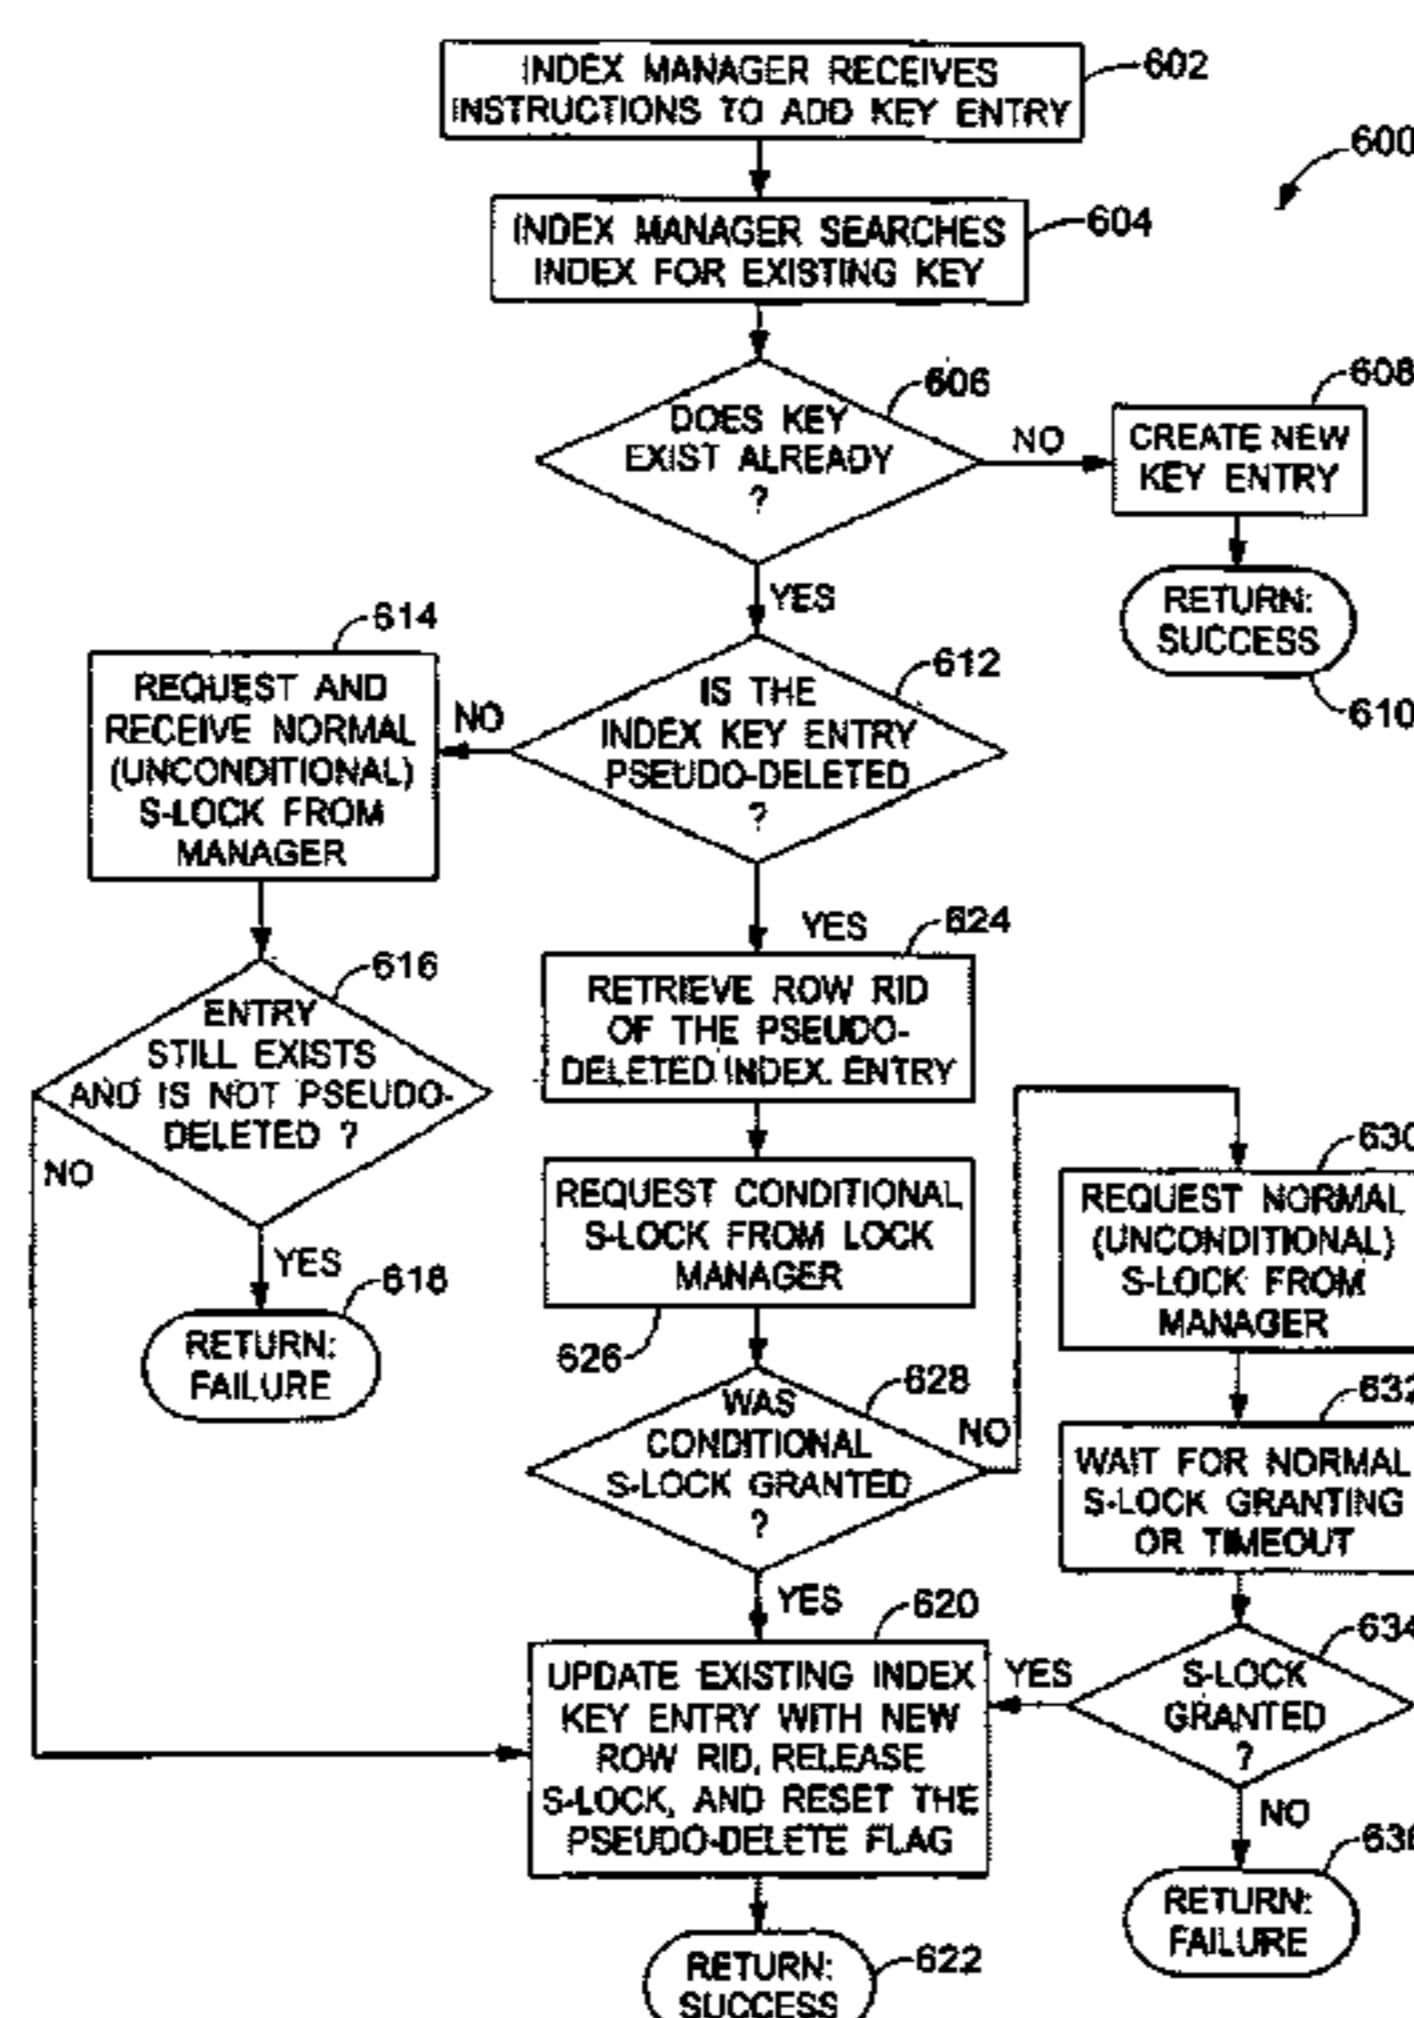 INDEX MANAGER RECEIVES
INSTRUCTIONS TO ADD KEY ENTRY
602
600
INDEX MANAGER SEARCHES
INDEX FOR EXISTING KEY
604
DOES KEY
EXIST ALREADY
?
606
NO
608
CREATE NEW
KEY ENTRY
YES
RETURN:
SUCCESS
610
614
REQUEST AND
RECEIVE NORMAL
(UNCONDITIONAL)
S-LOCK FROM
MANAGER
NO
612
IS THE
INDEX KEY ENTRY
PSEUDO-DELETED
?
YES
624
RETRIEVE ROW RID
OF THE PSEUDO-
DELETED INDEX ENTRY
616
ENTRY
STILL EXISTS
AND IS NOT PSEUDO-
DELETED ?
NO
YES
618
RETURN:
FAILURE
REQUEST CONDITIONAL
S-LOCK FROM LOCK
MANAGER
626
630
REQUEST NORMAL
(UNCONDITIONAL)
S-LOCK FROM
MANAGER
628
WAS
CONDITIONAL
S-LOCK GRANTED
?
NO
632
WAIT FOR NORMAL
S-LOCK GRANTING
OR TIMEOUT
YES
620
UPDATE EXISTING INDEX
KEY ENTRY WITH NEW
ROW RID, RELEASE
S-LOCK, AND RESET THE
PSEUDO-DELETE FLAG
YES
634
S-LOCK
GRANTED
?
NO
636
RETURN:
FAILURE
RETURN:
SUCCESS
622